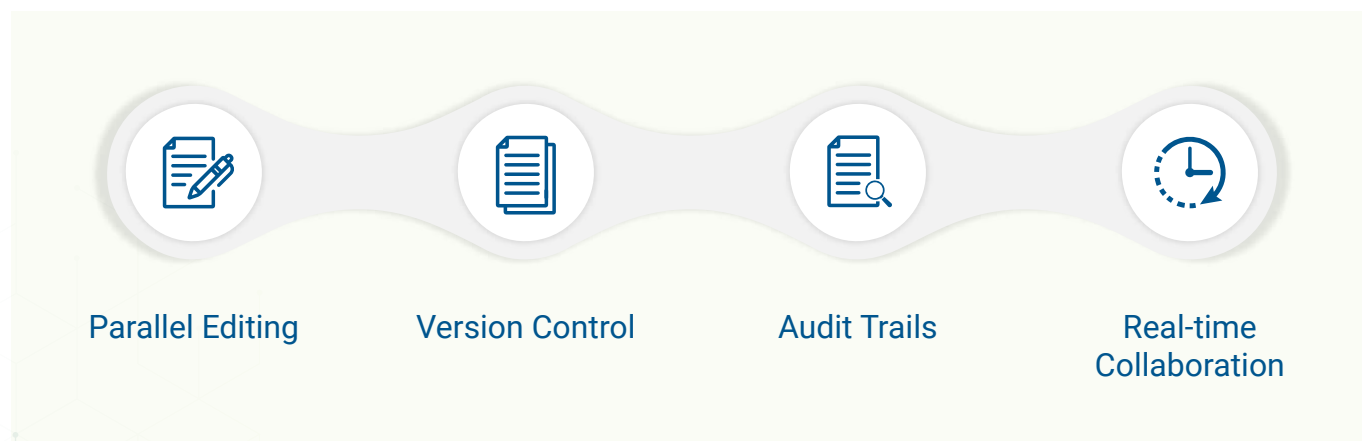 Parallel Editing
Version Control
Audit Trails
Real-time
Collaboration